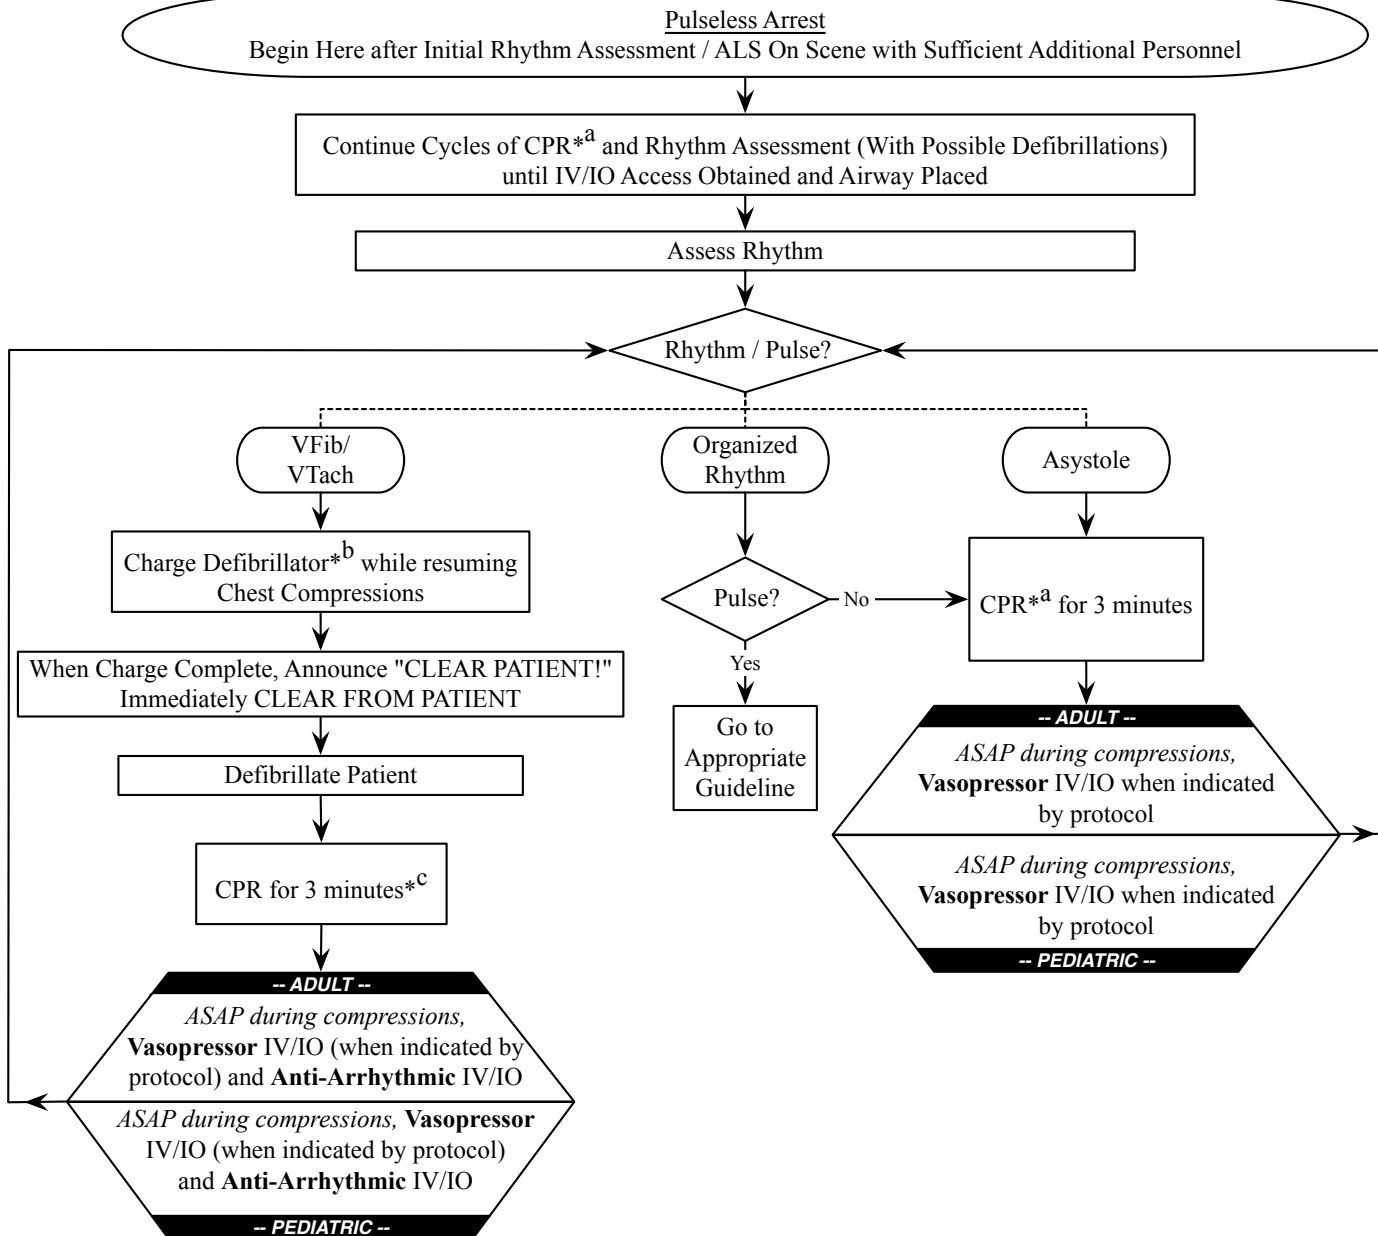 Pulseless Arrest
Begin Here after Initial Rhythm Assessment / ALS On Scene with Sufficient Additional Personnel
Continue Cycles of CPR*a and Rhythm Assessment (With Possible Defibrillations)
until IV/IO Access Obtained and Airway Placed
Assess Rhythm
Rhythm / Pulse?
VFib/
VTach
Organized
Rhythm
Asystole
Charge Defibrillator*b while resuming
Chest Compressions
Pulse?
No
CPR*a for 3 minutes
When Charge Complete, Announce "CLEAR PATIENT!"
Immediately CLEAR FROM PATIENT
Yes
Go to
Appropriate
Guideline
Defibrillate Patient
-- ADULT --
ASAP during compressions,
Vasopressor IV/IO when indicated
by protocol
ASAP during compressions,
Vasopressor IV/IO when indicated
by protocol
-- PEDIATRIC --
CPR for 3 minutes*c
-- ADULT --
ASAP during compressions,
Vasopressor IV/IO (when indicated by
protocol) and Anti-Arrhythmic IV/IO
ASAP during compressions, Vasopressor
IV/IO (when indicated by protocol)
and Anti-Arrhythmic IV/IO
-- PEDIATRIC --